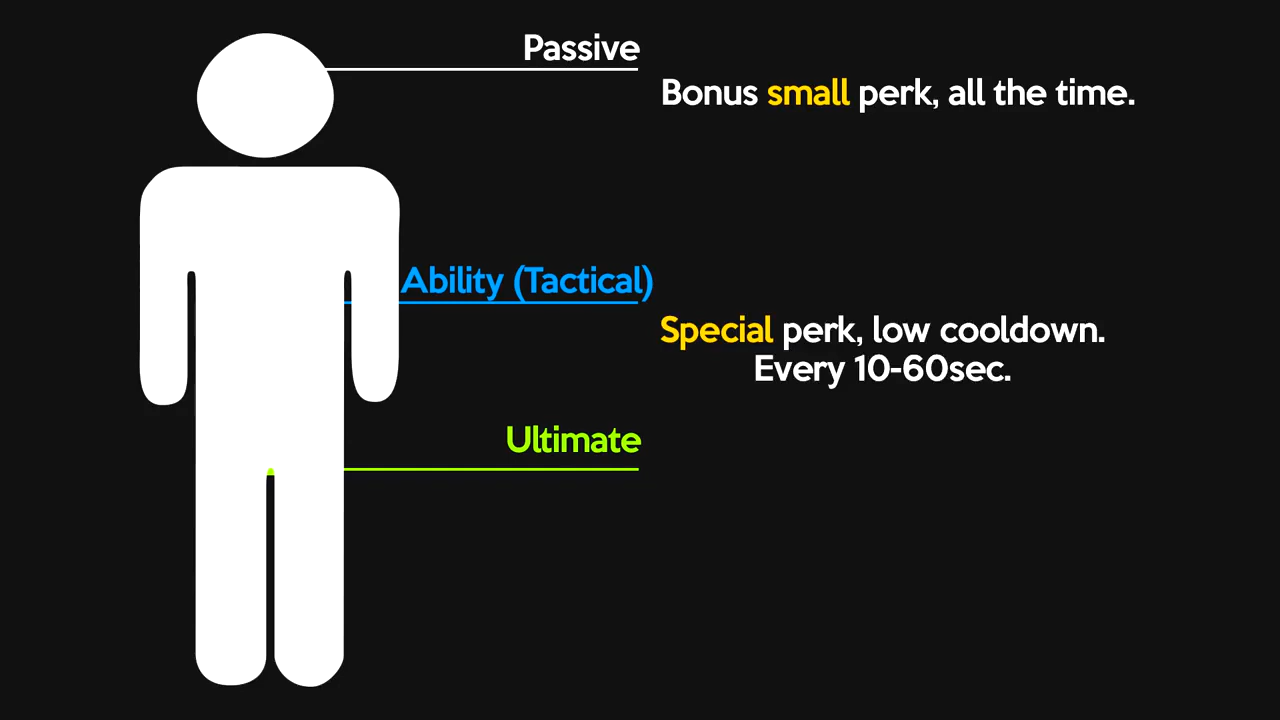 Passive
Bonus small perk, all the time.
Ability (Tactical)
Special perk, low cooldown.
Every 10-60sec.
Ultimate